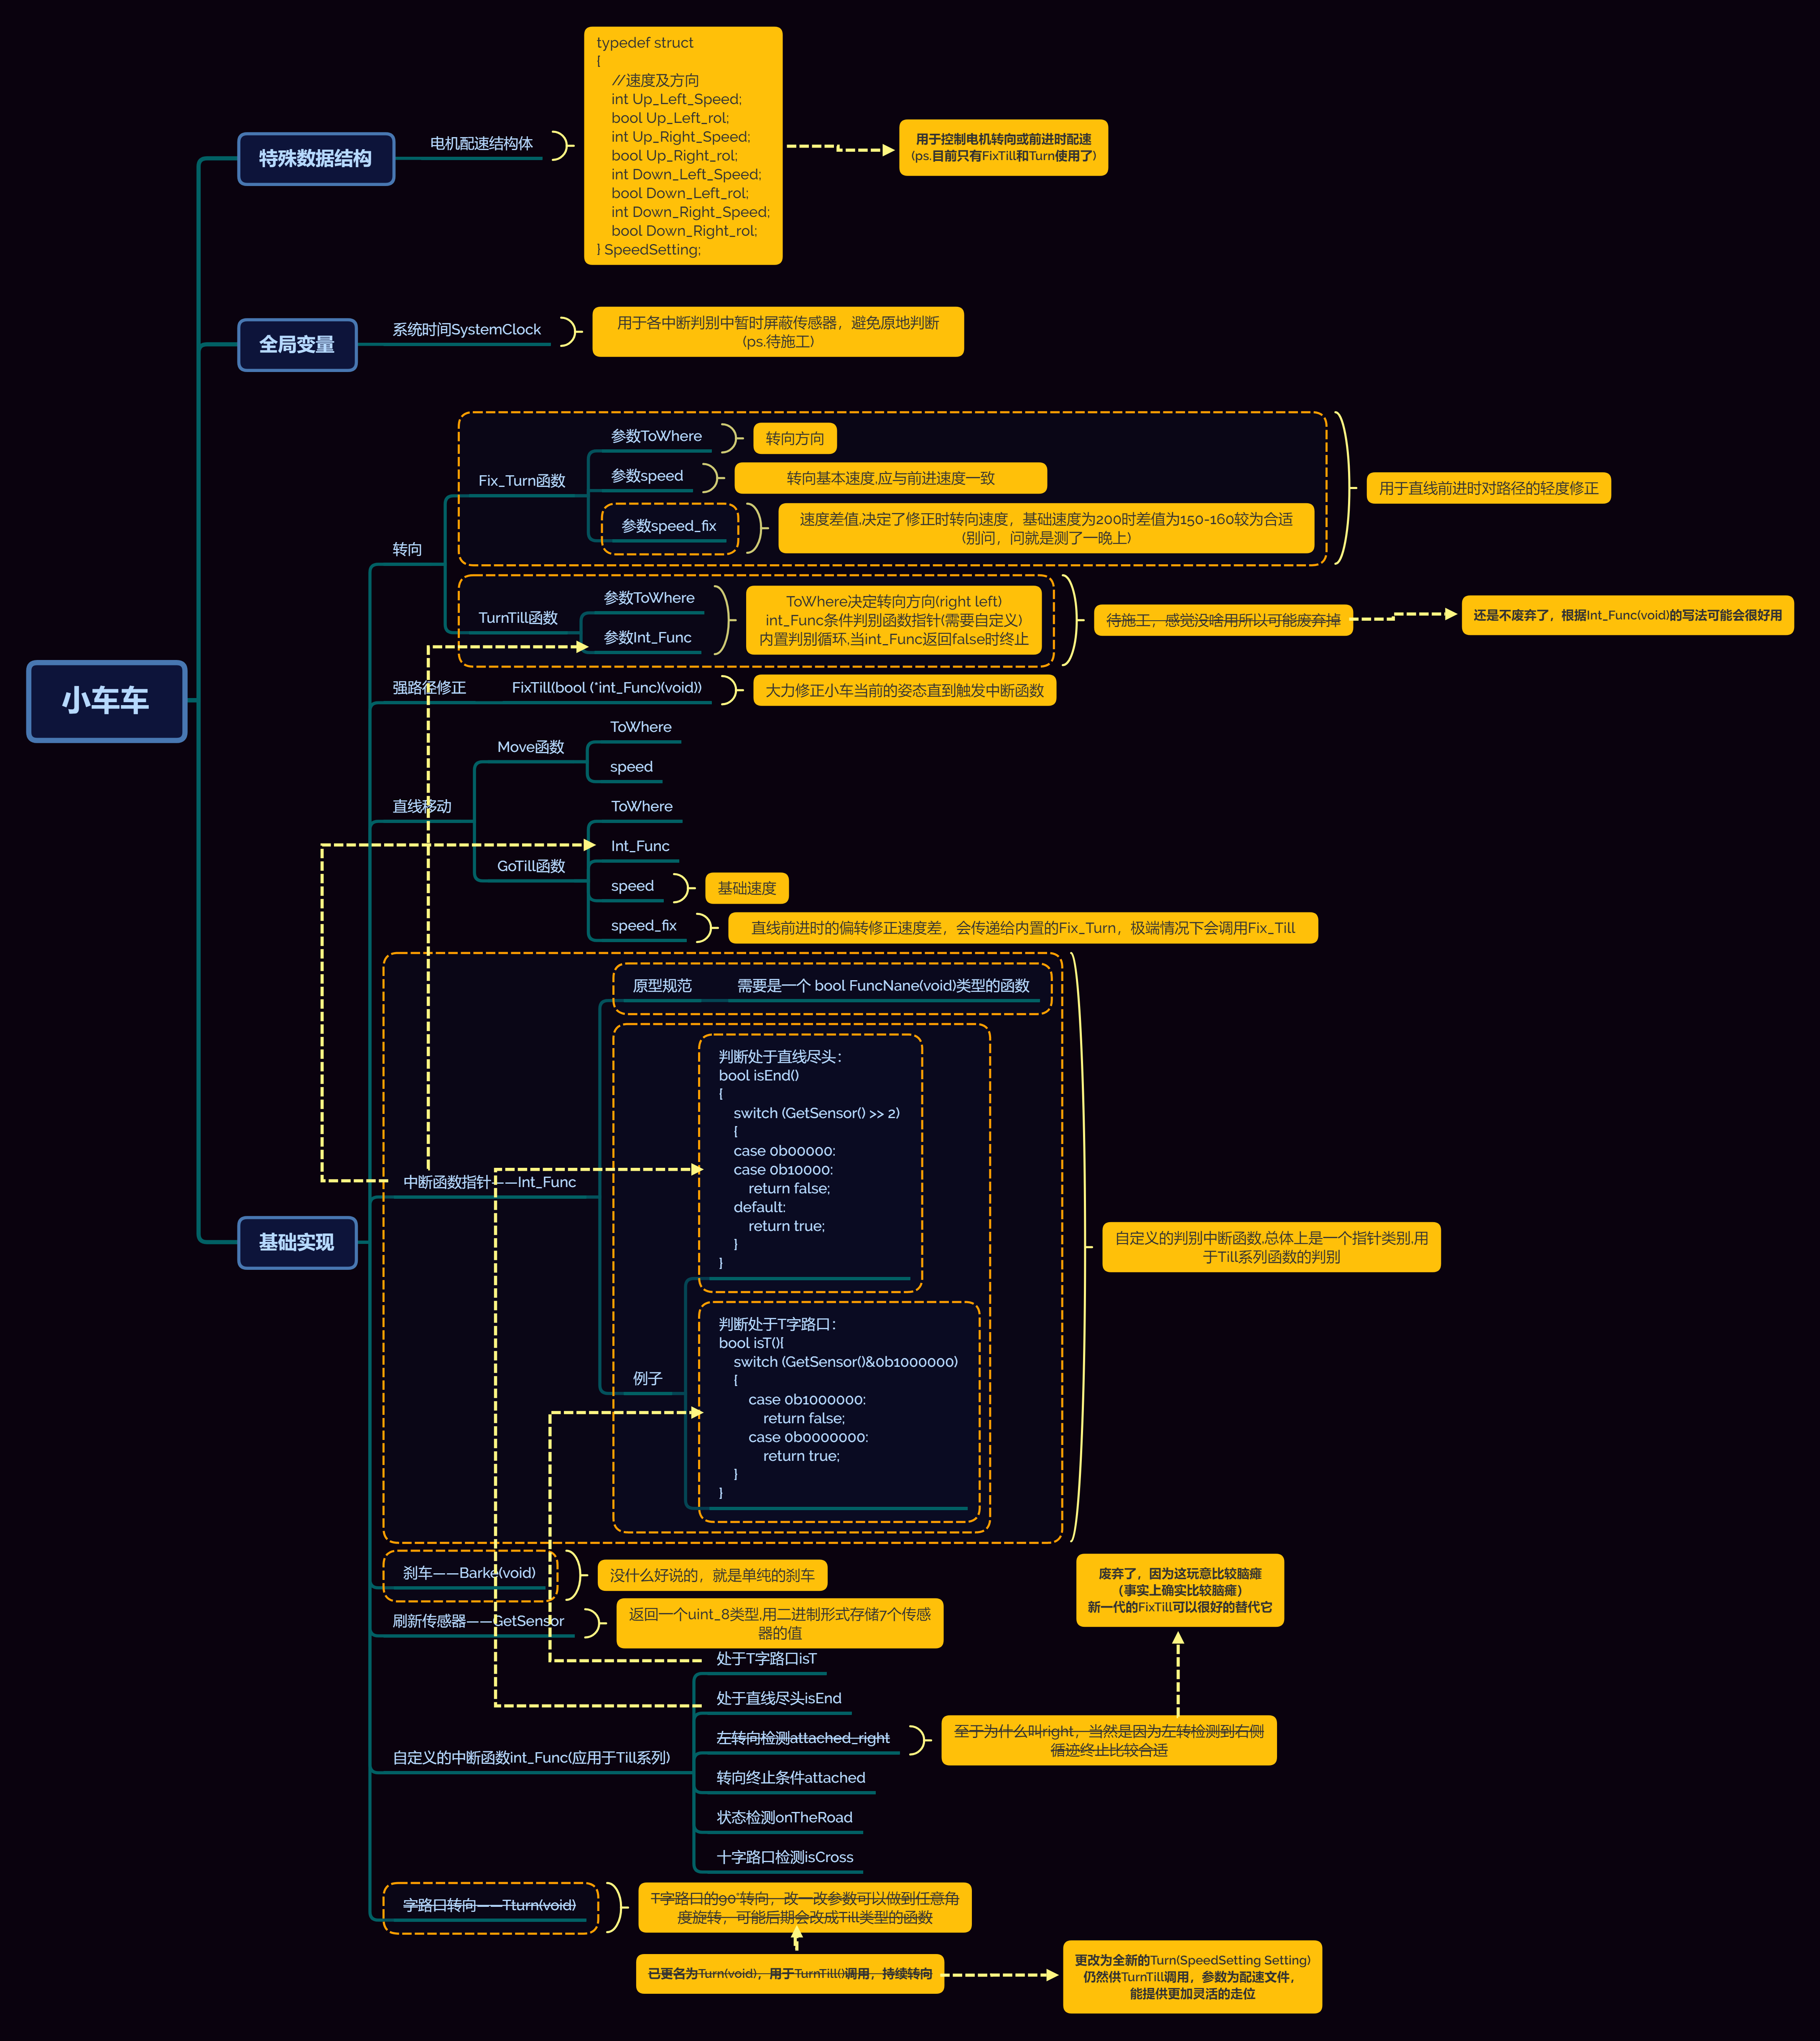 小车车
特殊数据结构
电机配速结构体
typedef struct
{
//速度及方向
int Up_Left_Speed;
bool Up_Left_rol;
int Up_Right_Speed;
bool Up_Right_rol;
int Down_Left_Speed;
bool Down_Left_rol;
int Down_Right_Speed;
bool Down_Right_rol;
} SpeedSetting;
用于控制电机转向或前进时配速
(ps.目前只有FixTill和Turn使用了)
全局变量
系统时间SystemClock
用于各中断判别中暂时屏蔽传感器，避免原地判断
(ps.待施工)
基础实现
转向
Fix_Turn函数
参数ToWhere
转向方向
参数speed
转向基本速度,应与前进速度一致
参数speed_fix
速度差值,决定了修正时转向速度，基础速度为200时差值为150-160较为合适
(别问，问就是测了一晚上)
用于直线前进时对路径的轻度修正
TurnTill函数
参数ToWhere
参数Int_Func
ToWhere决定转向方向(right left)
int_Func条件判别函数指针(需要自定义)
内置判别循环,当int_Func返回false时终止
待施工，感觉没啥用所以可能废弃掉
还是不废弃了，根据Int_Func(void)的写法可能会很好用
强路径修正
FixTill(bool (*int_Func)(void))
大力修正小车当前的姿态直到触发中断函数
直线移动
Move函数
ToWhere
speed
GoTill函数
ToWhere
Int_Func
speed
基础速度
speed_fix
直线前进时的偏转修正速度差，会传递给内置的Fix_Turn，极端情况下会调用Fix_Till
中断函数指针——Int_Func
原型规范
需要是一个 bool FuncNane(void)类型的函数
例子
判断处于直线尽头：
bool isEnd()
{
switch (GetSensor() >> 2)
{
case 0b00000:
case 0b10000:
return false;
default:
return true;
}
}
判断处于T字路口：
bool isT(){
switch (GetSensor()&0b1000000)
{
case 0b1000000:
return false;
case 0b0000000:
return true;
}
}
自定义的判别中断函数,总体上是一个指针类别,用
于Till系列函数的判别
刹车——Barke(void)
没什么好说的，就是单纯的刹车
刷新传感器——GetSensor
返回一个uint_8类型,用二进制形式存储7个传感
器的值
自定义的中断函数int_Func(应用于Till系列)
处于T字路口isT
处于直线尽头isEnd
左转向检测attached_right
至于为什么叫right，当然是因为左转检测到右侧
循迹终止比较合适
废弃了，因为这玩意比较脑瘫
（事实上确实比较脑瘫）
新一代的FixTill可以很好的替代它
转向终止条件attached
状态检测onTheRoad
十字路口检测isCross
字路口转向——Tturn(void)
T字路口的90°转向，改一改参数可以做到任意角
度旋转，可能后期会改成Till类型的函数
已更名为Turn(void)，用于TurnTill()调用，持续转向
更改为全新的Turn(SpeedSetting Setting)
仍然供TurnTill调用，参数为配速文件，
能提供更加灵活的走位